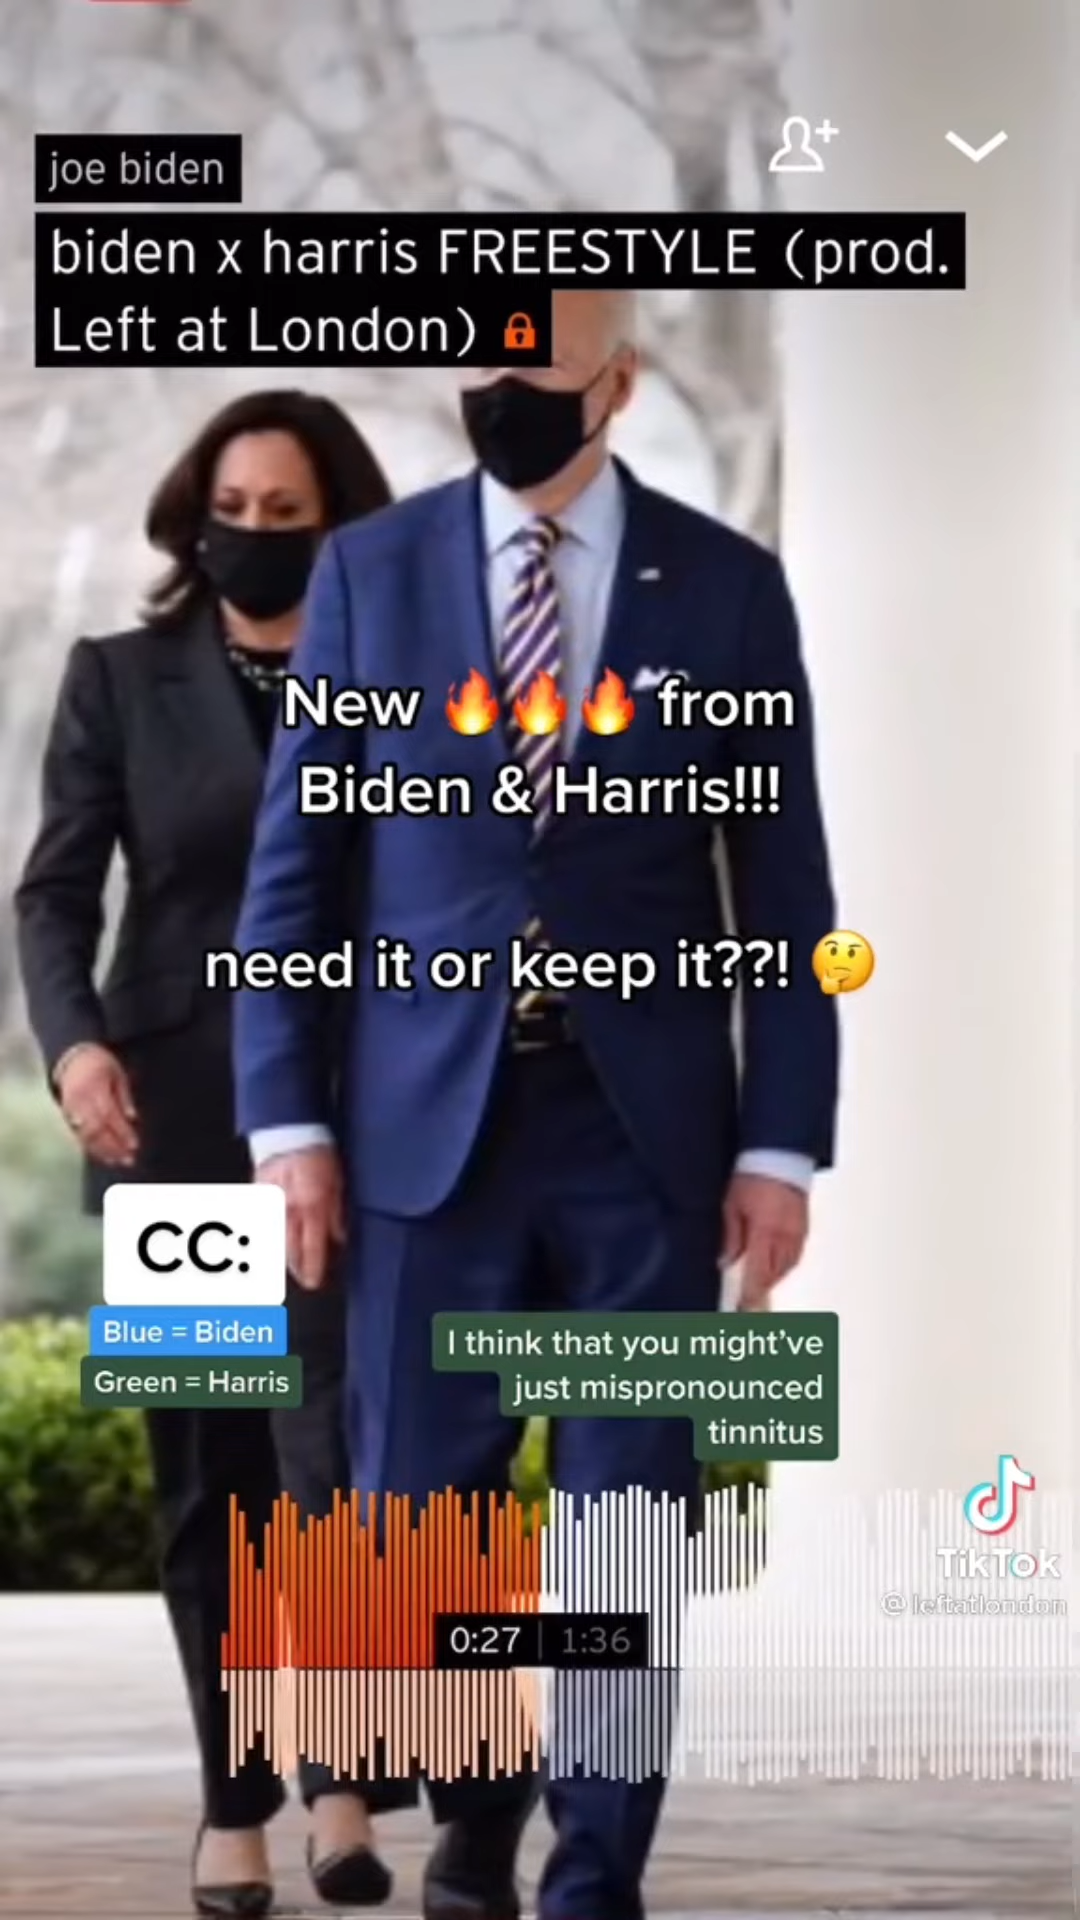 joe biden
biden x harris FREESTYLE (prod.
Left at London)
New 🔥🔥🔥 from
Biden & Harris!!!
need it or keep it??! 🤔
CC:
Blue = Biden
Green = Harris
I think that you might've
just mispronounced
tinnitus
TikTok
@leftatlondon
0:27 | 1:36